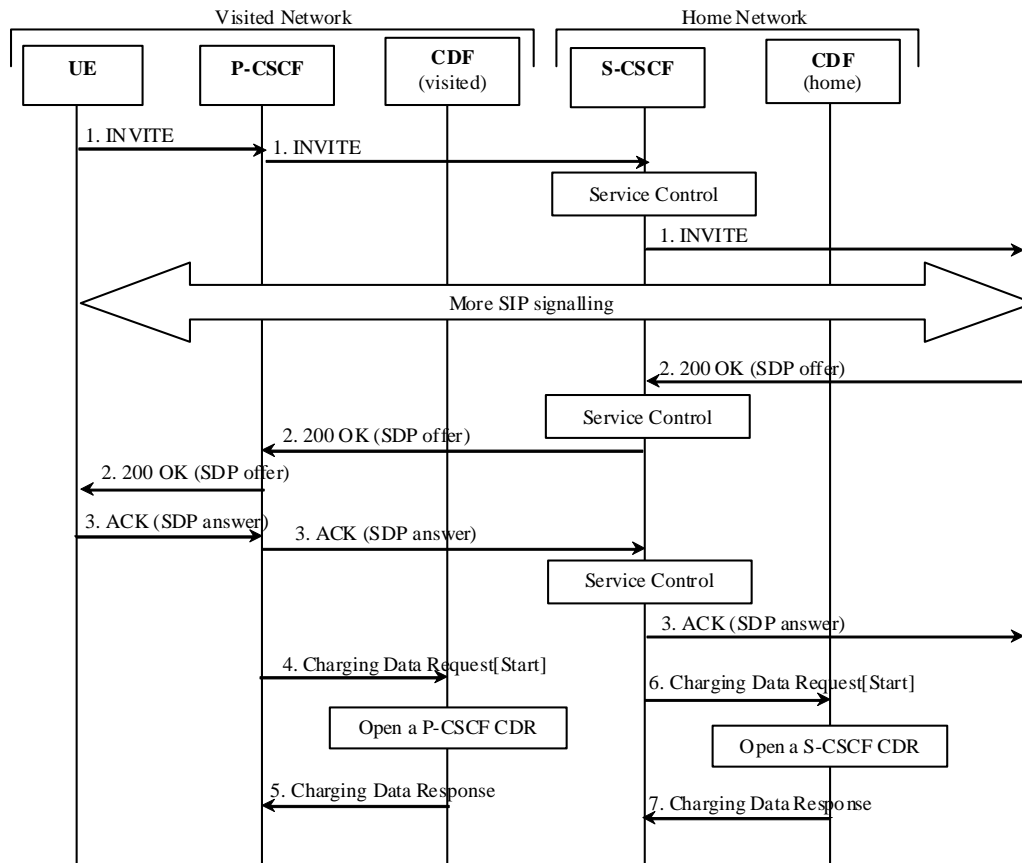 Visited Network
Home Network
UE
P-CSCF
CDF
(visited)
S-CSCF
CDF
(home)
1. INVITE
1. INVITE
Service Control
1. INVITE
More SIP signalling
2. 200 OK (SDP offer)
Service Control
2. 200 OK (SDP offer)
2. 200 OK (SDP offer)
3. ACK (SDP answer)
3. ACK (SDP answer)
Service Control
3. ACK (SDP answer)
4. Charging Data Request[Start]
6. Charging Data Request[Start]
Open a P-CSCF CDR
Open a S-CSCF CDR
5. Charging Data Response
7. Charging Data Response